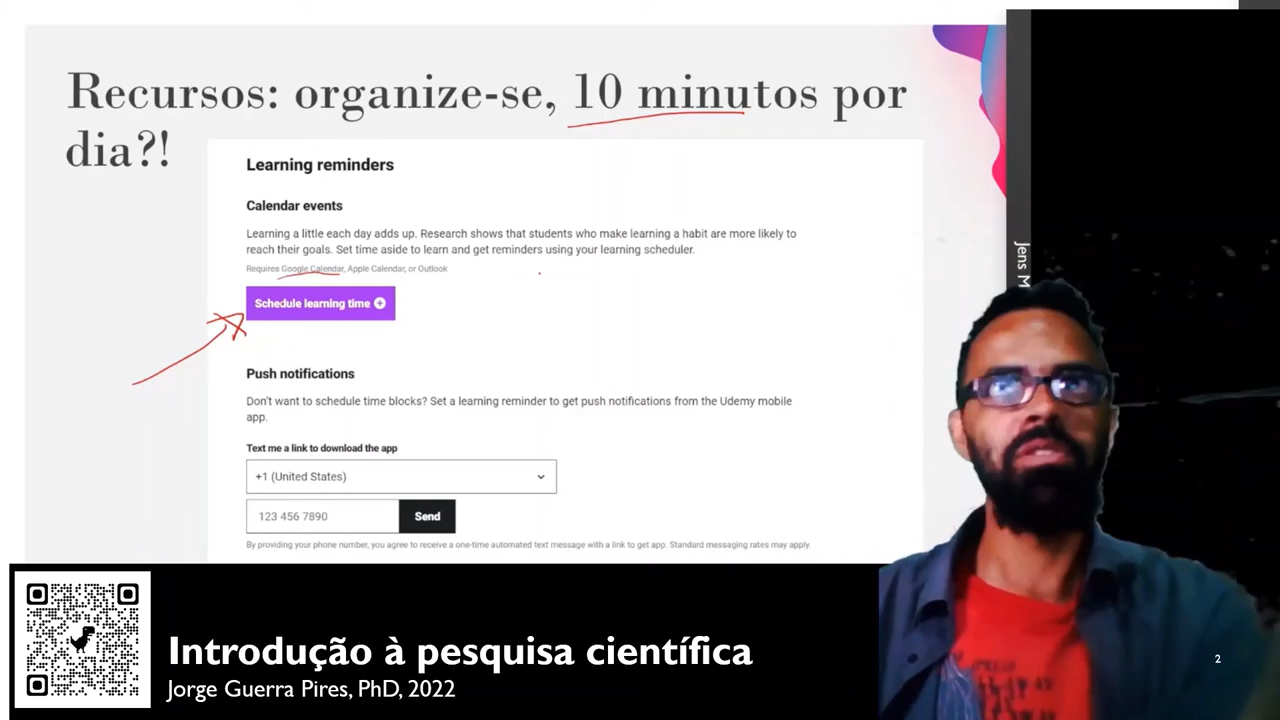 Recursos: organize-se, 10 minutos por
dia?!
Learning reminders
Calendar events
Learning a little each day adds up. Research shows that students who make learning a habit are more likely to
reach their goals. Set time aside to learn and get reminders using your learning scheduler.
Requires Google Calendar, Apple Calendar, or Outlook
Schedule learning time
Push notifications
Don't want to schedule time blocks? Set a learning reminder to get push notifications from the Udemy mobile
app.
Text me a link to download the app
+1 (United States)
123 456 7890
Send
By providing your phone number, you agree to receive a one-time automated text message with a link to get app. Standard messaging rates may apply.
Jens M
Introdução à pesquisa científica
Jorge Guerra Pires, PhD, 2022
2